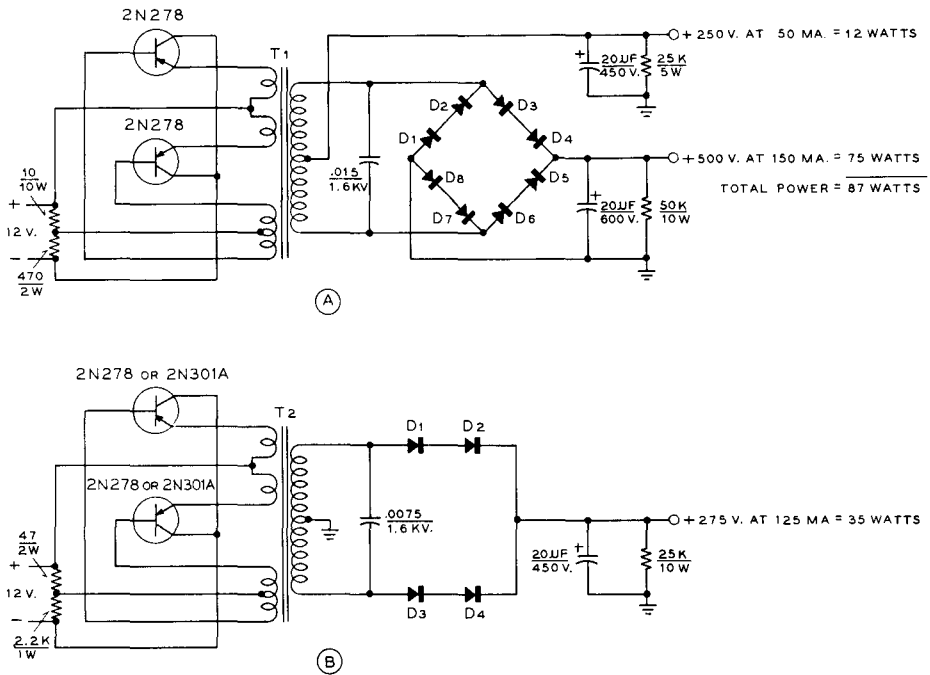 2N278
T1
+ 250 V. AT 50 MA. = 12 WATTS
20UF
450 V.
25K
5W
2N278
D2
D3
D1
D4
.015
1.6KV
+ 500 V. AT 150 MA. = 75 WATTS
TOTAL POWER = 87 WATTS
D8
D5
D7
D6
20UF
600 V.
50K
10W
10
10W
+
12 V.
-
470
2W
A
2N278 OR 2N301A
T2
D1
D2
2N278 OR 2N301A
.0075
1.6 KV.
+ 275 V. AT 125 MA = 35 WATTS
20UF
450 V.
25K
10W
47
2W
+
12 V.
-
2.2K
1W
D3
D4
B